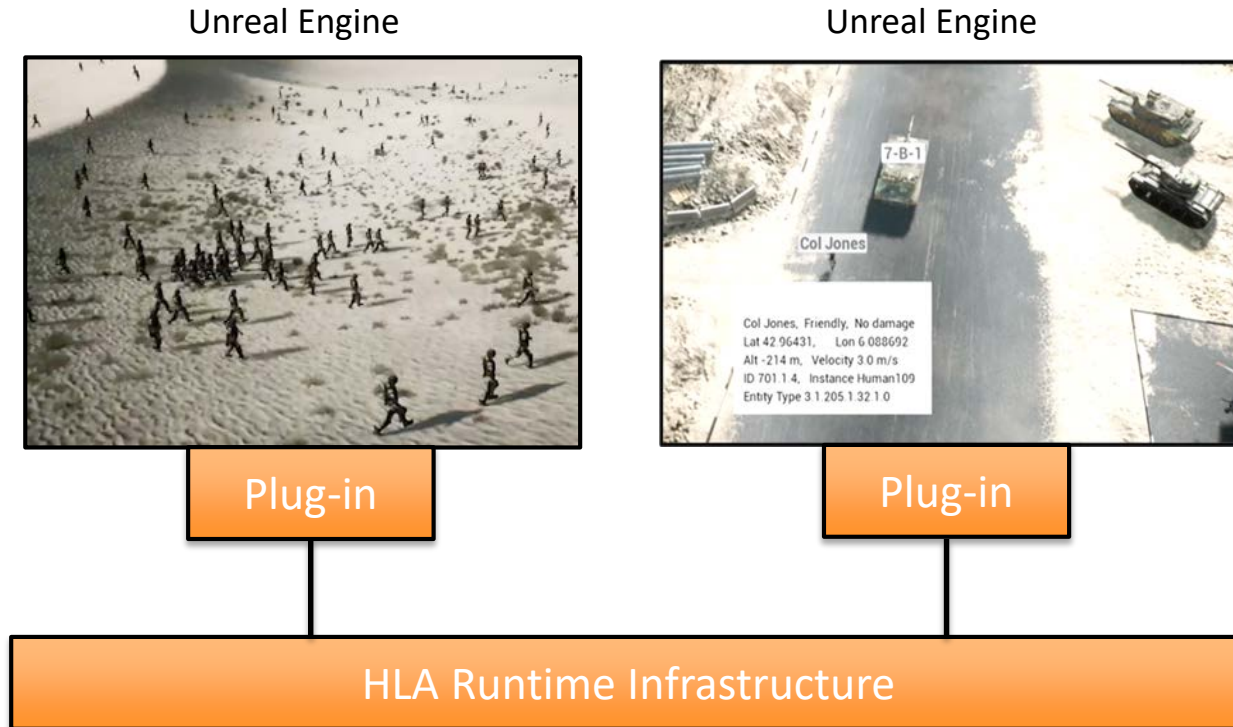 Unreal Engine
Unreal Engine
7-B-1
Col Jones
Col Jones, Friendly, No damage
Lat 42 96431, Lon 6 088692
Alt -214 m, Velocity 3.0 m/s
ID 701.1 4, Instance Human109
Entity Type 3.1.205.1.32.1.0
Plug-in
Plug-in
HLA Runtime Infrastructure